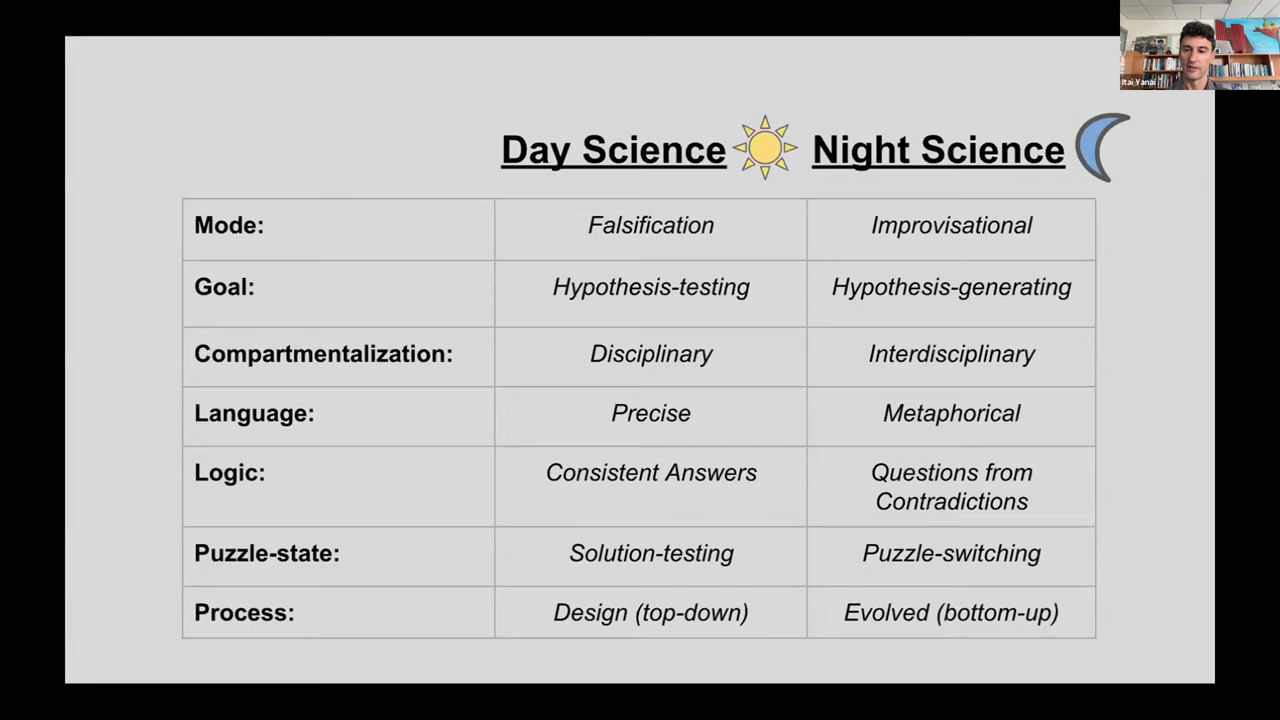 Itai Yanai
Day Science Night Science
Mode: Falsification Improvisational
Goal: Hypothesis-testing Hypothesis-generating
Compartmentalization: Disciplinary Interdisciplinary
Language: Precise Metaphorical
Logic: Consistent Answers Questions from
Contradictions
Puzzle-state: Solution-testing Puzzle-switching
Process: Design (top-down) Evolved (bottom-up)